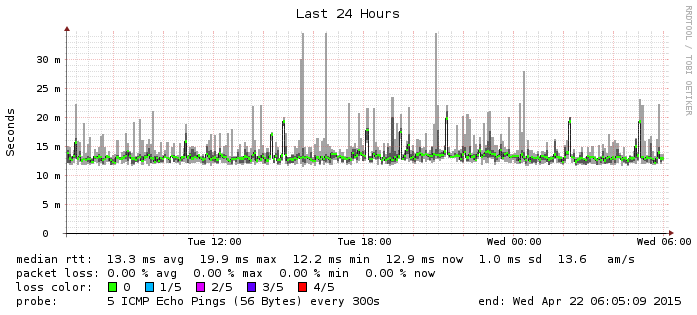 Last 24 Hours
RRDTOOL / TOBI OETIKER
Seconds
30 m
25 m
20 m
15 m
10 m
5 m
0
Tue 12:00 Tue 18:00 Wed 00:00 Wed 06:00
median rtt: 13.3 ms avg 19.9 ms max 12.2 ms min 12.9 ms now 1.0 ms sd 13.6 am/s
packet loss: 0.00 % avg 0.00 % max 0.00 % min 0.00 % now
loss color: 0 1/5 2/5 3/5 4/5
probe: 5 ICMP Echo Pings (56 Bytes) every 300s end: Wed Apr 22 06:05:09 2015